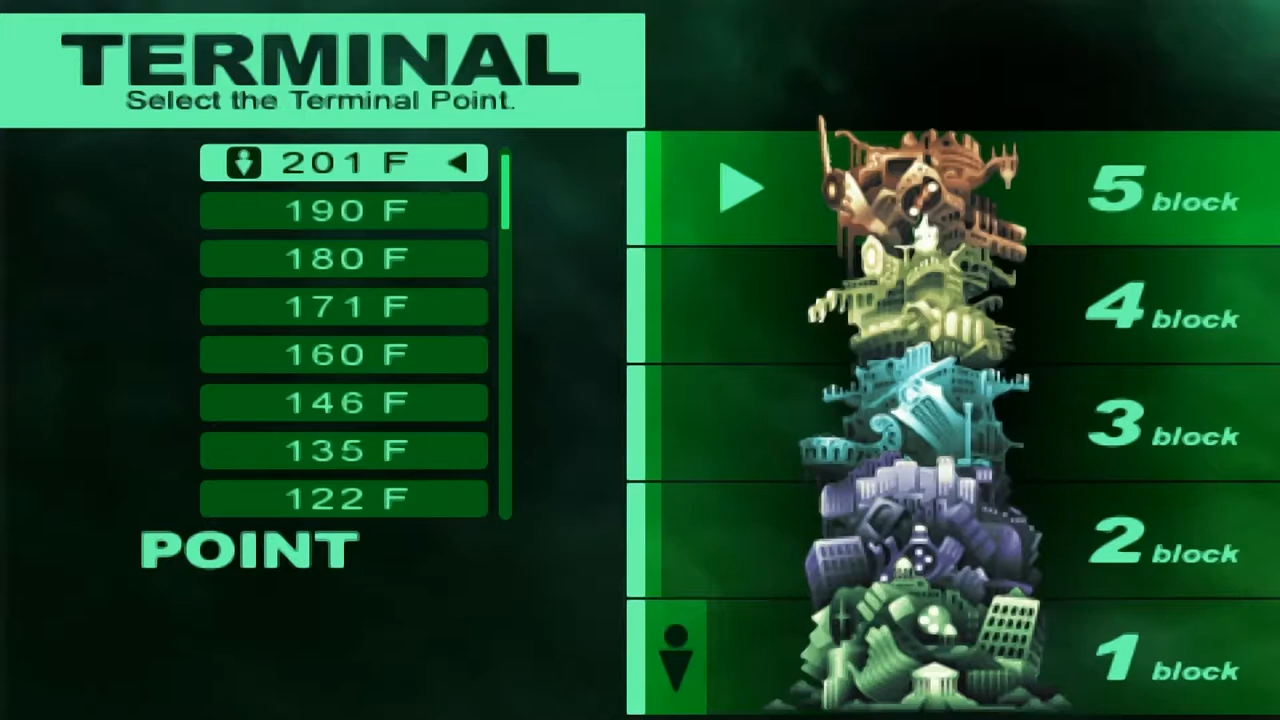 TERMINAL
Select the Terminal Point.
201 F
190 F
180 F
171 F
160 F
146 F
135 F
122 F
POINT
5 block
4 block
3 block
2 block
1 block